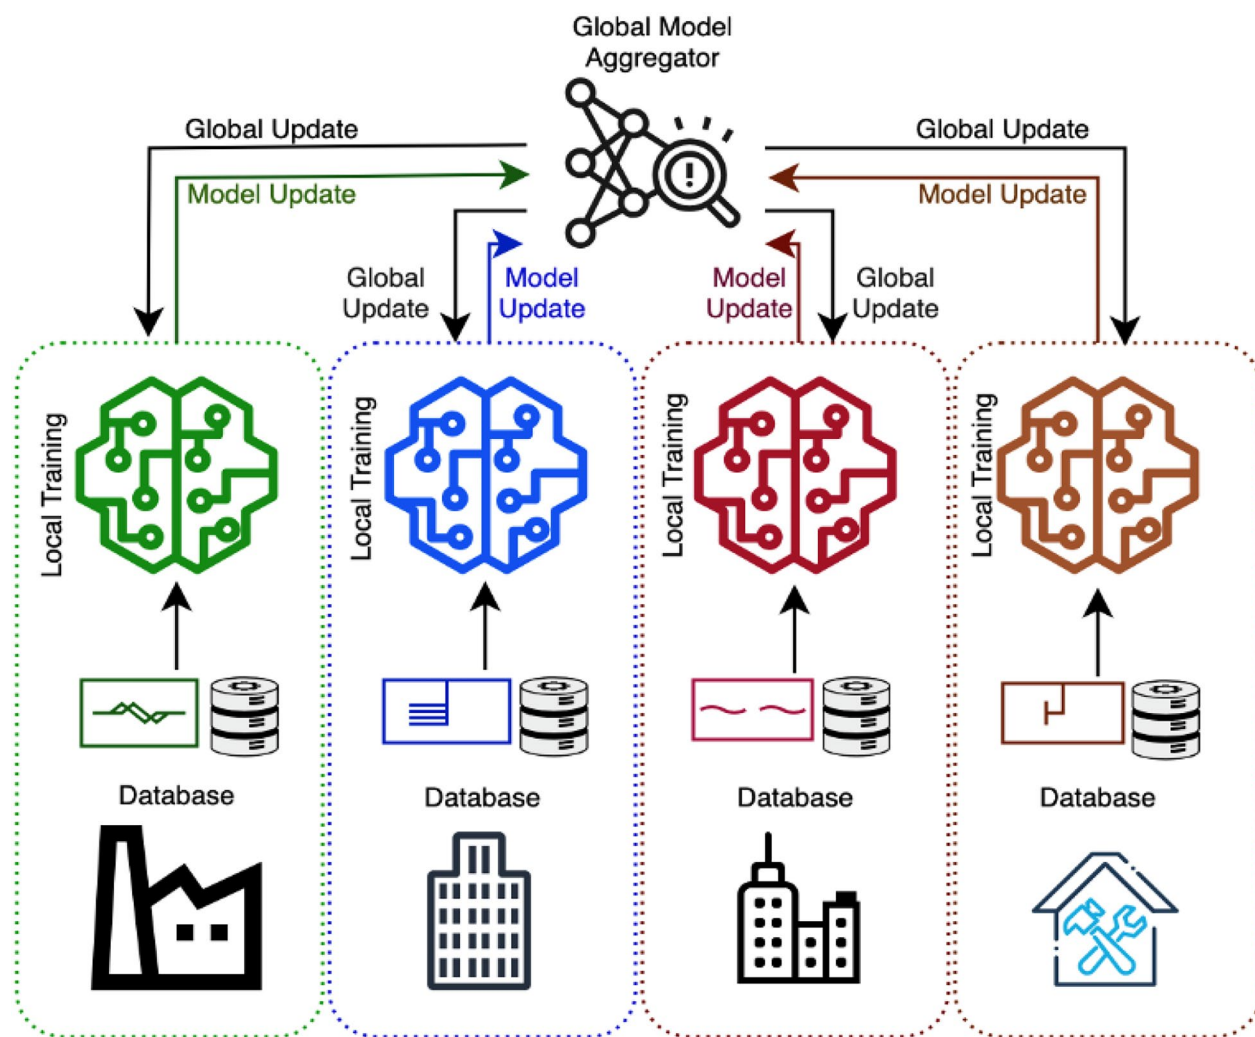 Global Model
Aggregator
Global Update
Global Update
Model Update
Model Update
Global
Update
Model
Update
Model
Update
Global
Update
Local Training
Local Training
Local Training
Local Training
Database
Database
Database
Database